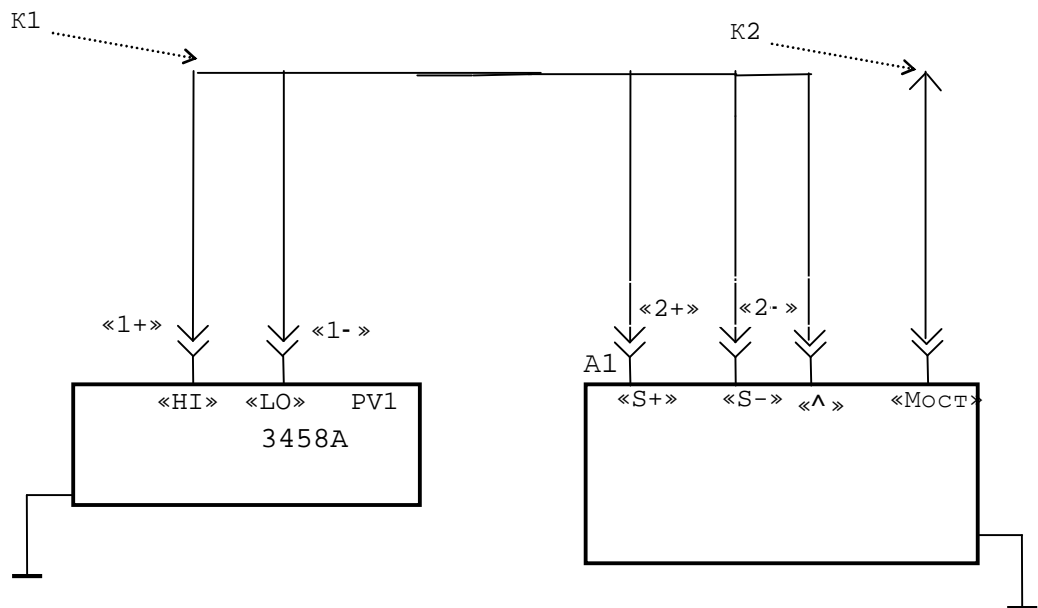 К1
К2
«1+»
«1- »
«2+»
«2- »
А1
«HI»
«LO»
PV1
3458А
«S+»
«S-»
«^ »
«Мост»